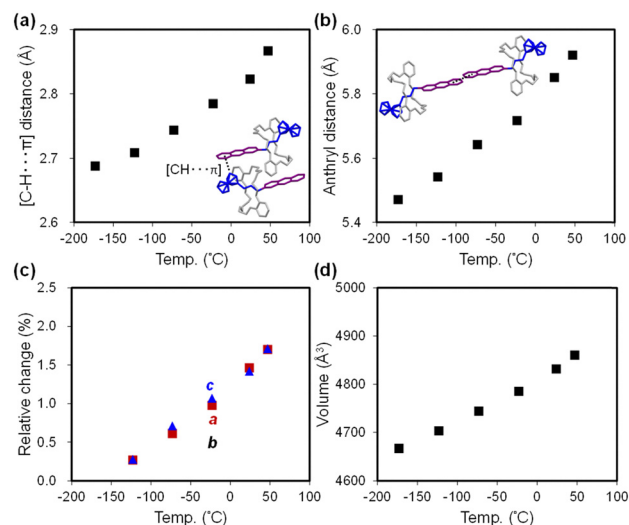 (a)
[C-H···π] distance (Å)
2.9
2.8
2.7
2.6
[CH···π]
-200 -150 -100 -50 0 50 100
Temp. (°C)
(b)
Anthryl distance (Å)
6.0
5.8
5.6
5.4
-200 -150 -100 -50 0 50 100
Temp. (°C)
(c)
Relative change (%)
2.5
2.0
1.5
1.0
0.5
0.0
c
a
b
-200 -150 -100 -50 0 50 100
Temp. (°C)
(d)
Volume (Å³)
5000
4900
4800
4700
4600
-200 -150 -100 -50 0 50 100
Temp. (°C)